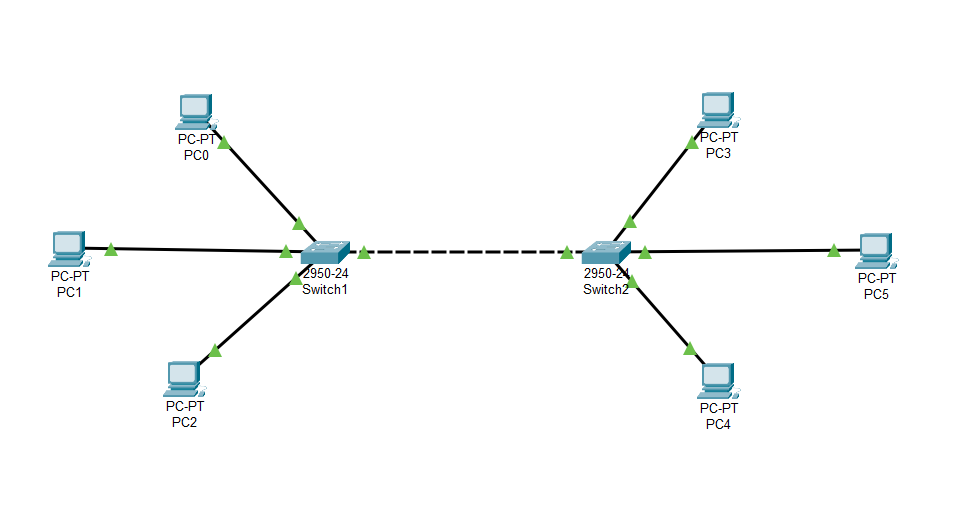 PC-PT
PC0
PC-PT
PC3
PC-PT
PC1
2950-24
Switch1
2950-24
Switch2
PC-PT
PC5
PC-PT
PC2
PC-PT
PC4